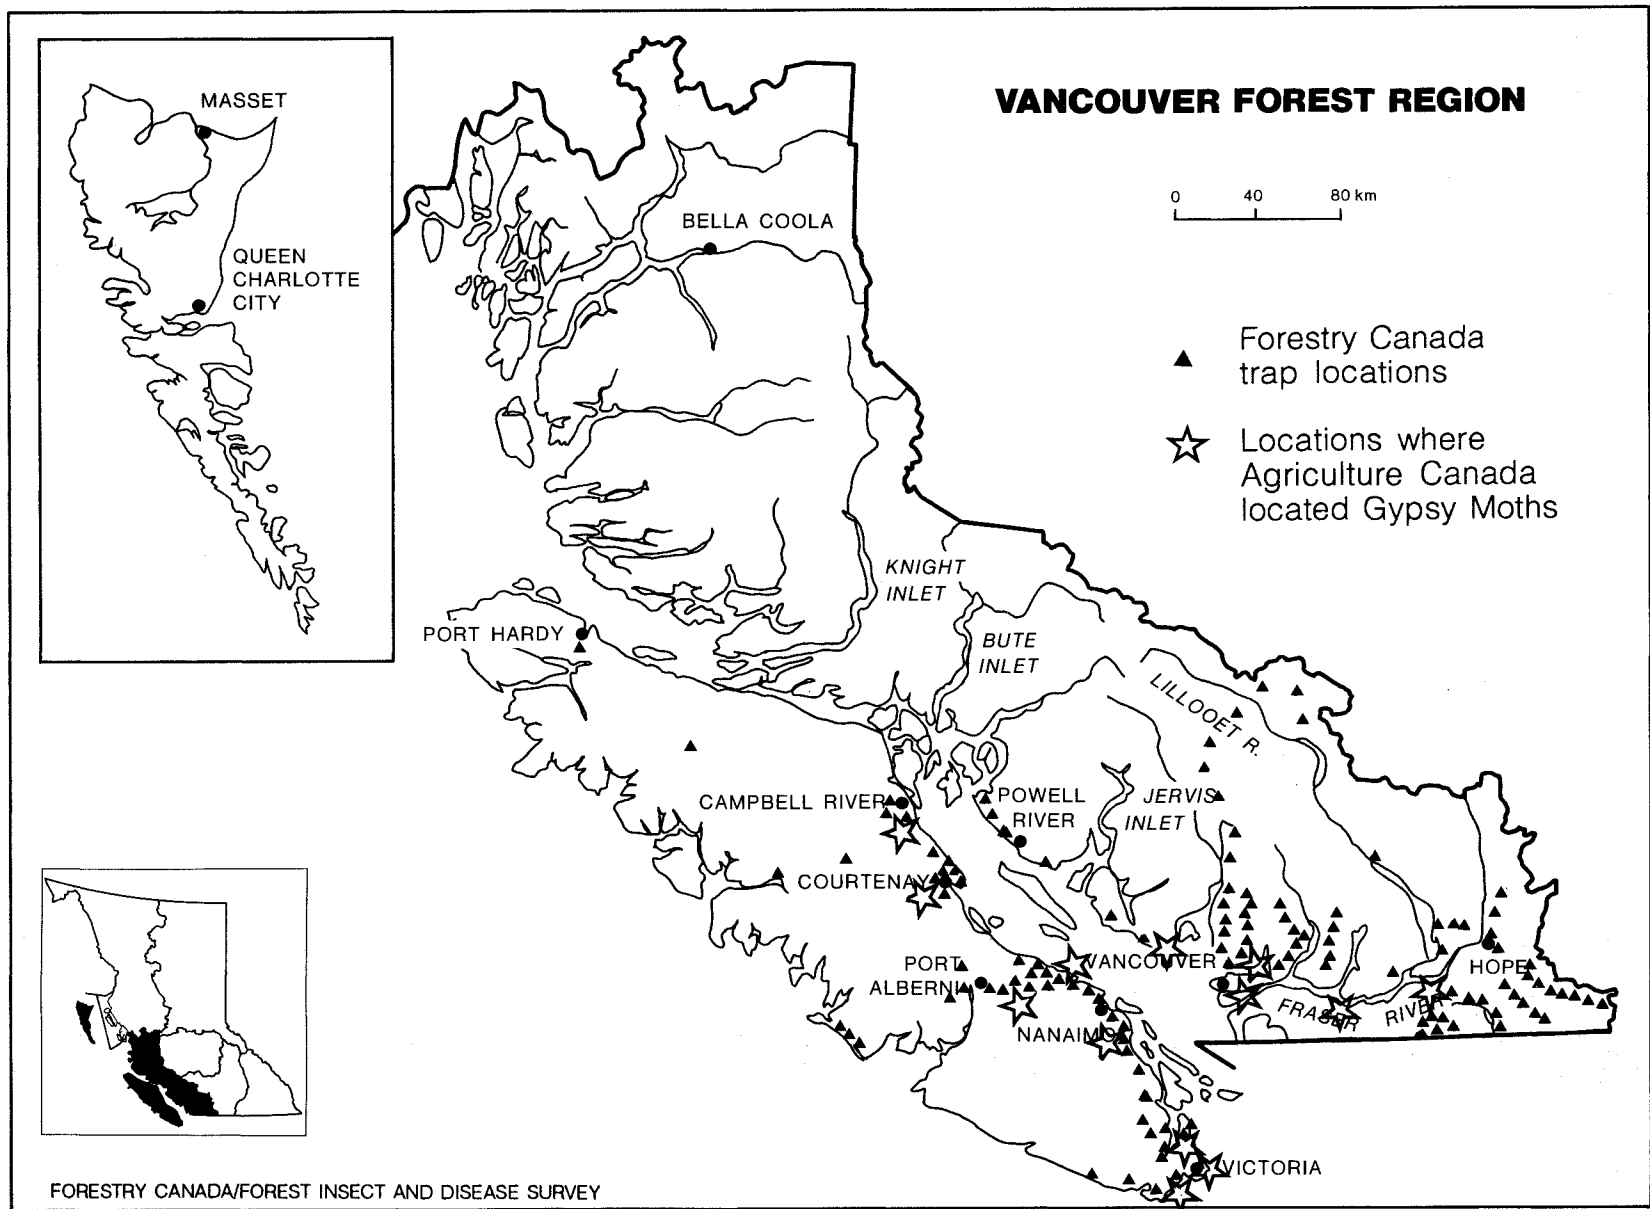 VANCOUVER FOREST REGION
MASSET
QUEEN
CHARLOTTE
CITY
0 40 80 km
BELLA COOLA
Forestry Canada
trap locations
Locations where
Agriculture Canada
located Gypsy Moths
KNIGHT
INLET
PORT HARDY
BUTE
INLET
LILLOOET R.
CAMPBELL RIVER
POWELL
RIVER
JERVIS
INLET
COURTENAY
PORT
ALBERNI
VANCOUVER
HOPE
FRASER RIVER
NANAIMO
VICTORIA
FORESTRY CANADA/FOREST INSECT AND DISEASE SURVEY